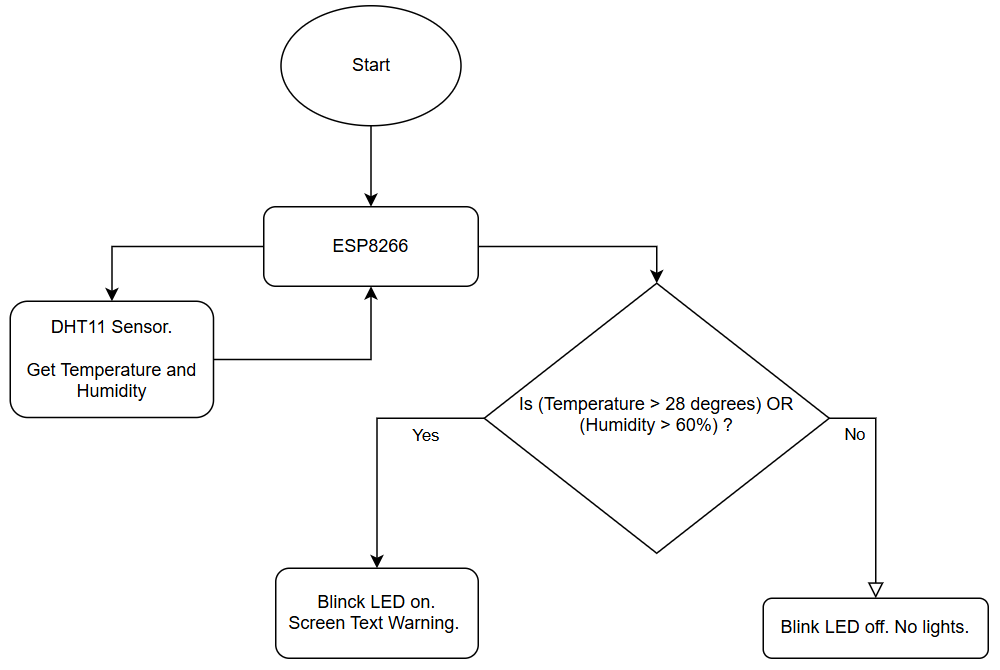 Start
ESP8266
DHT11 Sensor.
Get Temperature and
Humidity
Is (Temperature > 28 degrees) OR
(Humidity > 60%) ?
Yes
No
Blinck LED on.
Screen Text Warning.
Blink LED off. No lights.